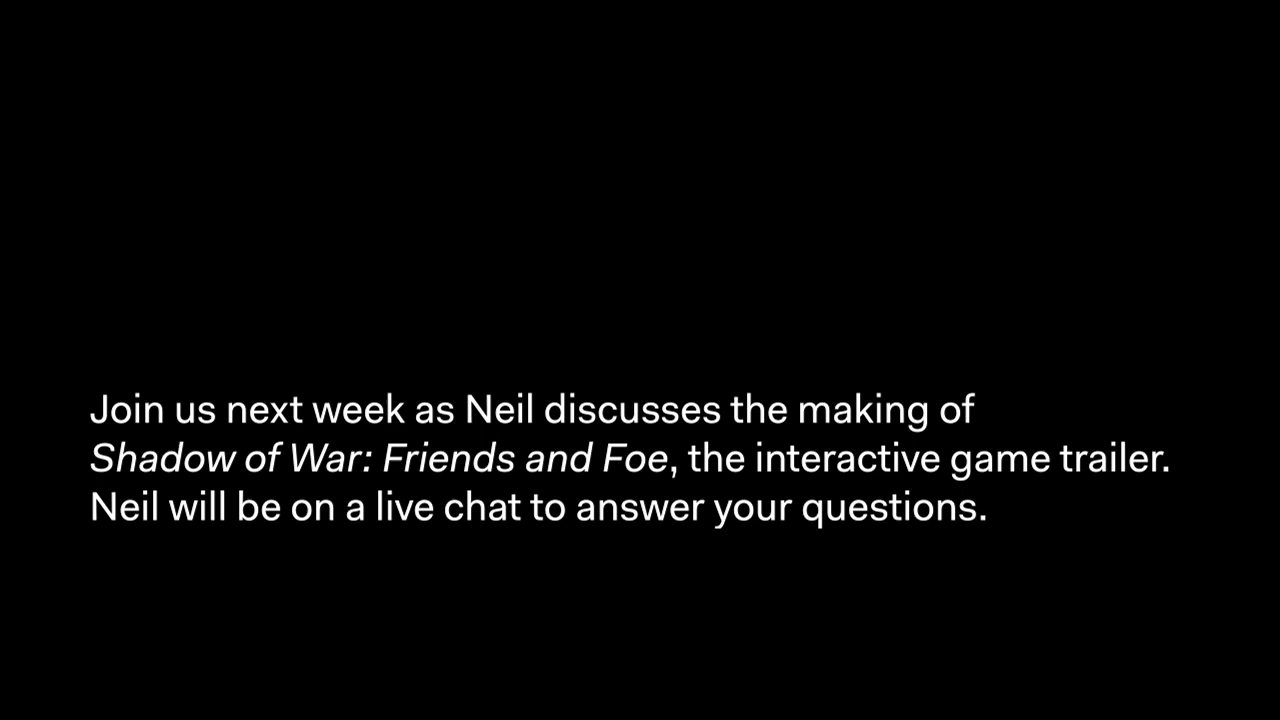 Join us next week as Neil discusses the making of
Shadow of War: Friends and Foe, the interactive game trailer.
Neil will be on a live chat to answer your questions.